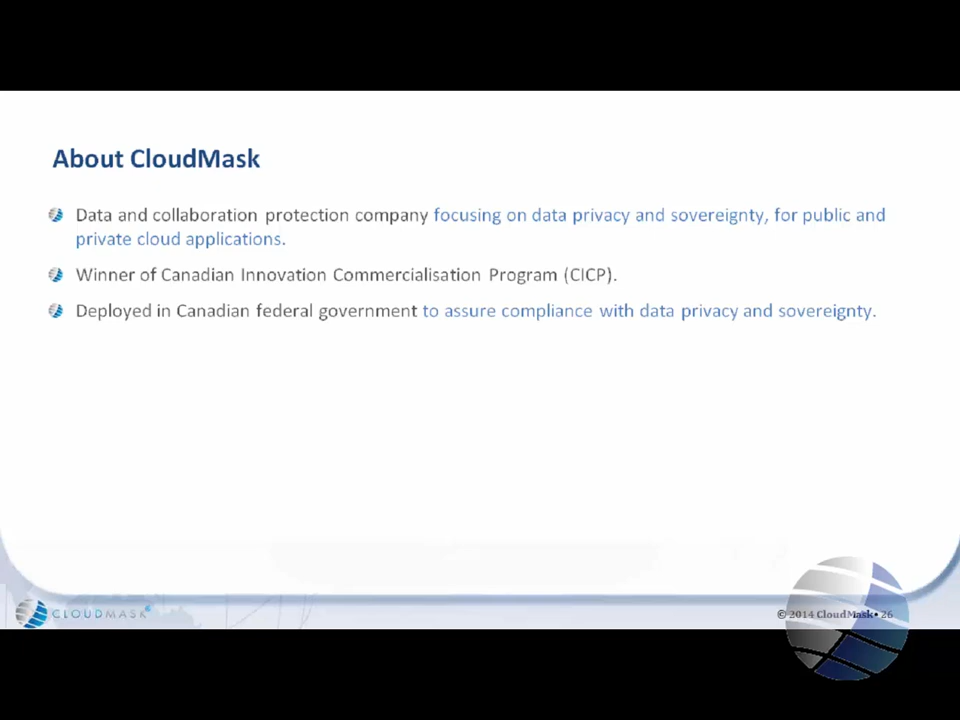 About CloudMask
Data and collaboration protection company focusing on data privacy and sovereignty, for public and
private cloud applications.
Winner of Canadian Innovation Commercialisation Program (CICP).
Deployed in Canadian federal government to assure compliance with data privacy and sovereignty.
CLOUDMASK
© 2014 CloudMask• 26